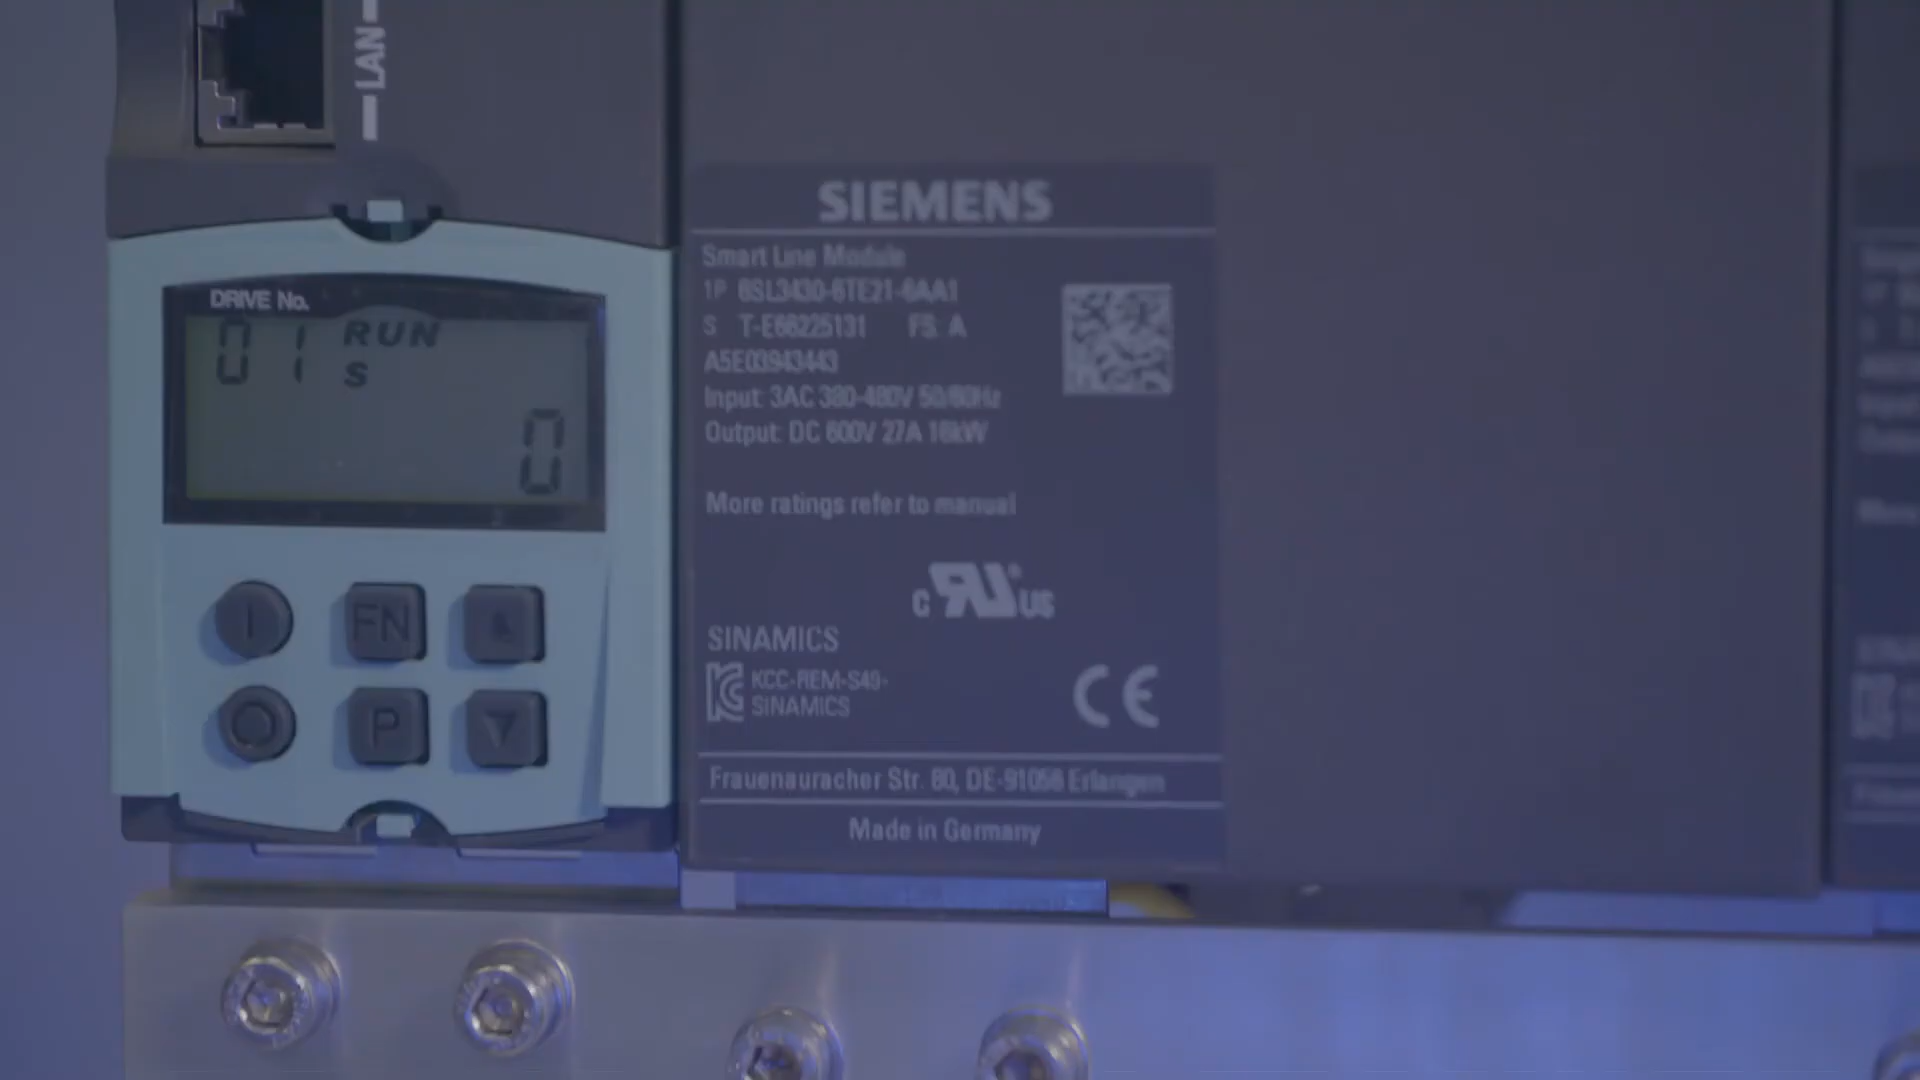 LAN
DRIVE No.
01 RUN
S
0
I
FN
P
SIEMENS
Smart Line Module
1P 6SL3430-6TE21-6AA1
S T-E66225131 FS: A
A5E03943443
Input: 3AC 380-480V 50/60Hz
Output: DC 600V 27A 16kW
More ratings refer to manual
c RU US
SINAMICS
KCC-REM-S49-
SINAMICS
CE
Frauenauracher Str. 80, DE-91056 Erlangen
Made in Germany